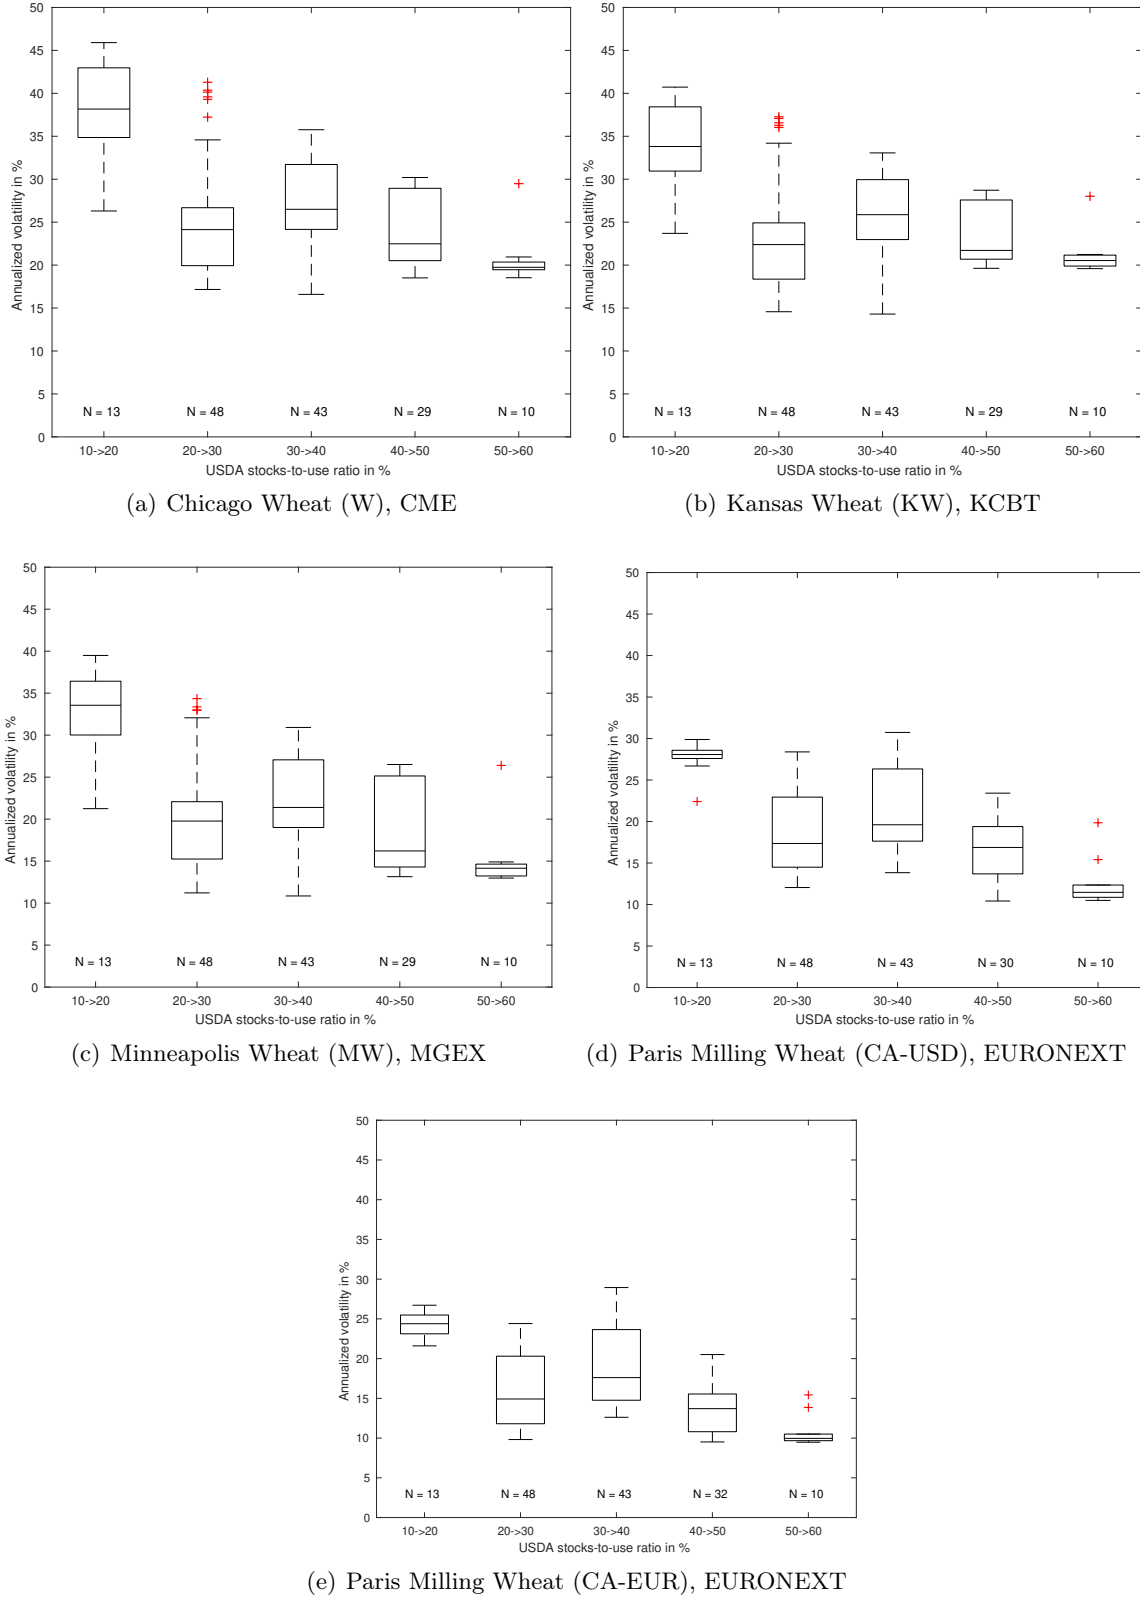 50
45
40
35
30
25
20
15
10
5
0
Annualized volatility in %
N = 13 N = 48 N = 43 N = 29 N = 10
10->20 20->30 30->40 40->50 50->60
USDA stocks-to-use ratio in %
(a) Chicago Wheat (W), CME
50
45
40
35
30
25
20
15
10
5
0
Annualized volatility in %
N = 13 N = 48 N = 43 N = 29 N = 10
10->20 20->30 30->40 40->50 50->60
USDA stocks-to-use ratio in %
(b) Kansas Wheat (KW), KCBT
50
45
40
35
30
25
20
15
10
5
0
Annualized volatility in %
N = 13 N = 48 N = 43 N = 29 N = 10
10->20 20->30 30->40 40->50 50->60
USDA stocks-to-use ratio in %
(c) Minneapolis Wheat (MW), MGEX
50
45
40
35
30
25
20
15
10
5
0
Annualized volatility in %
N = 13 N = 48 N = 43 N = 30 N = 10
10->20 20->30 30->40 40->50 50->60
USDA stocks-to-use ratio in %
(d) Paris Milling Wheat (CA-USD), EURONEXT
50
45
40
35
30
25
20
15
10
5
0
Annualized volatility in %
N = 13 N = 48 N = 43 N = 32 N = 10
10->20 20->30 30->40 40->50 50->60
USDA stocks-to-use ratio in %
(e) Paris Milling Wheat (CA-EUR), EURONEXT